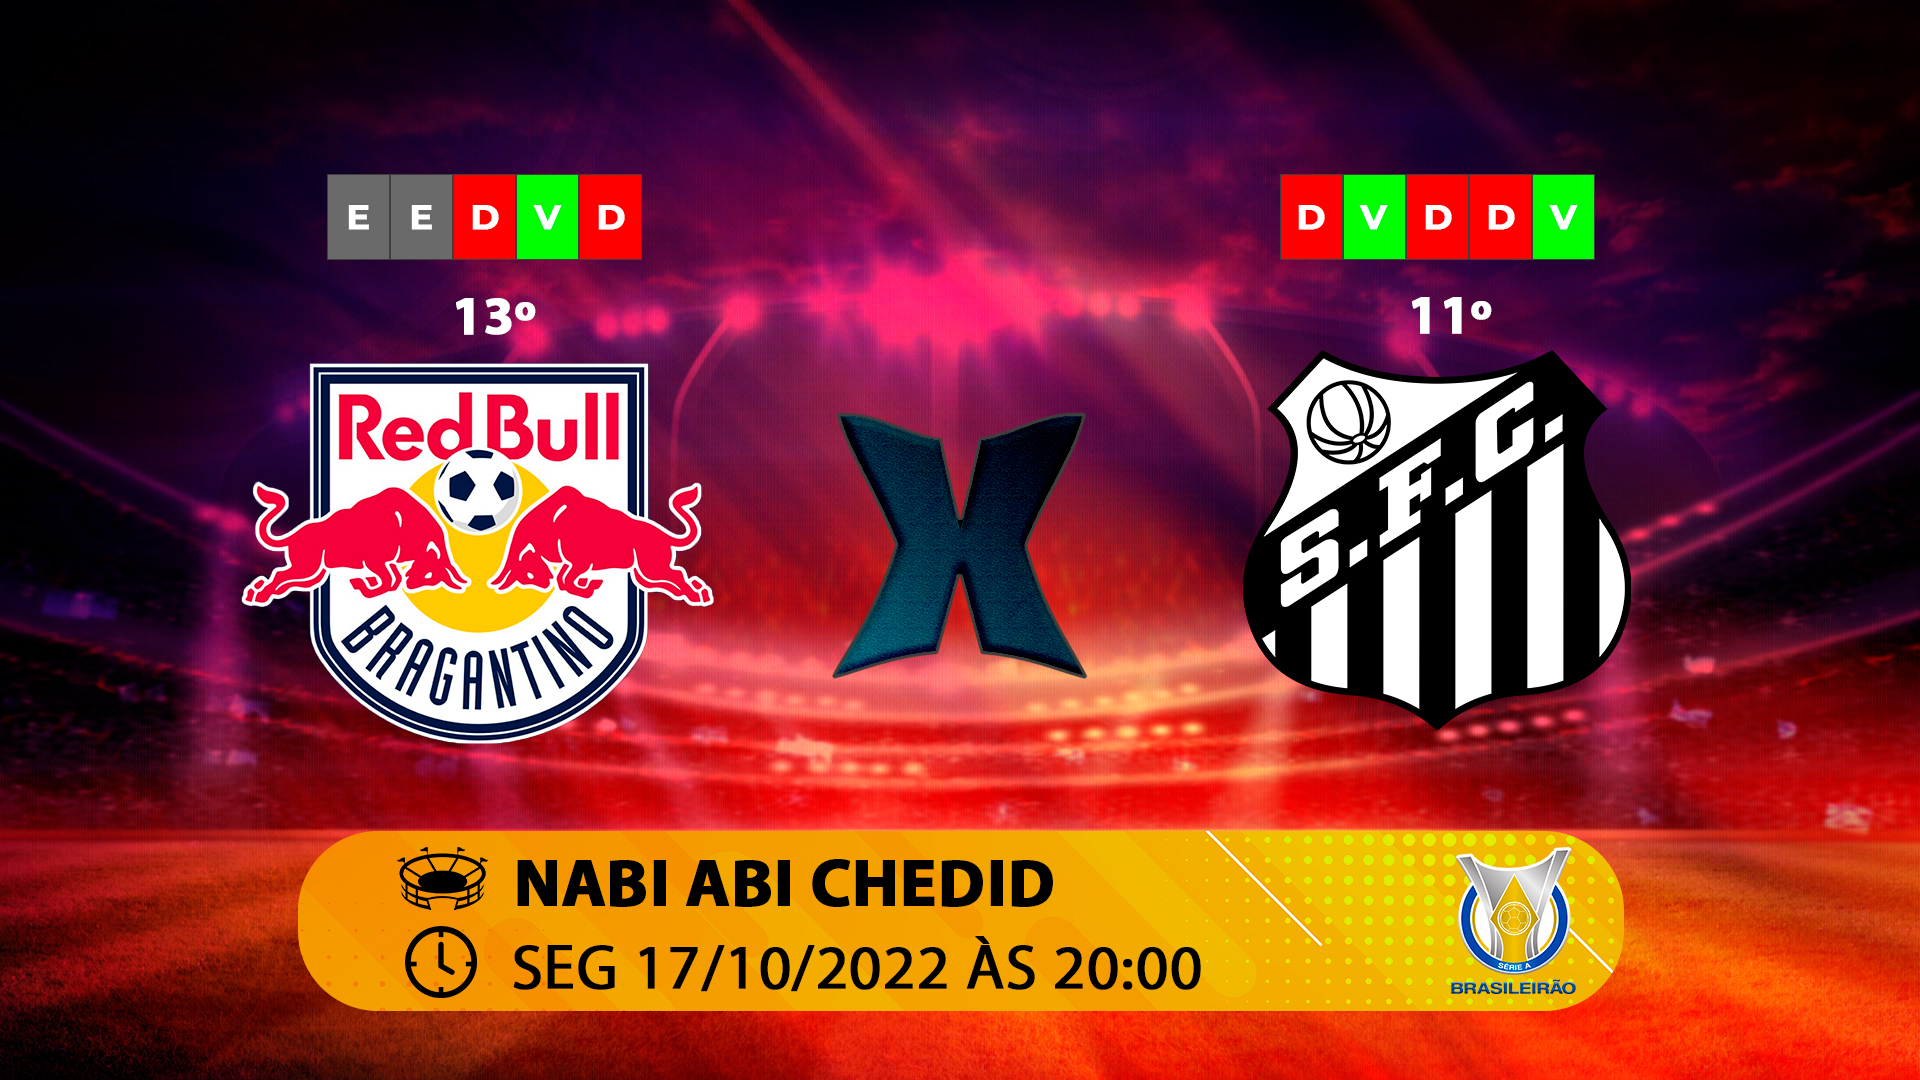 E E D V D
D V D D V
13º
11º
Red Bull
BRAGANTINO
S.F.C.
NABI ABI CHEDID
SEG 17/10/2022 ÀS 20:00
SÉRIE A
BRASILEIRÃO